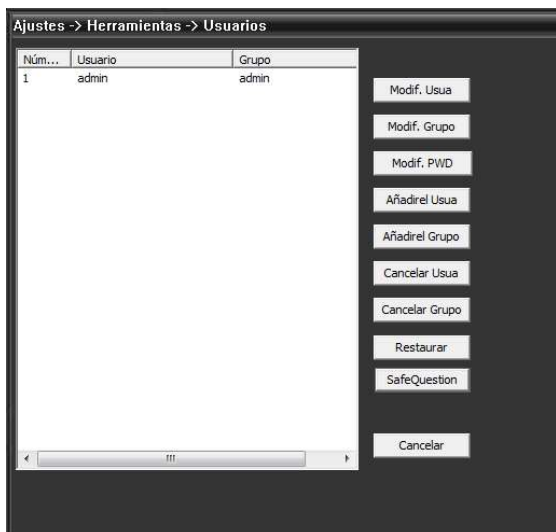 Ajustes -> Herramientas -> Usuarios
Núm... Usuario Grupo
1 admin admin
Modif. Usua
Modif. Grupo
Modif. PWD
Añadirel Usua
Añadirel Grupo
Cancelar Usua
Cancelar Grupo
Restaurar
SafeQuestion
Cancelar